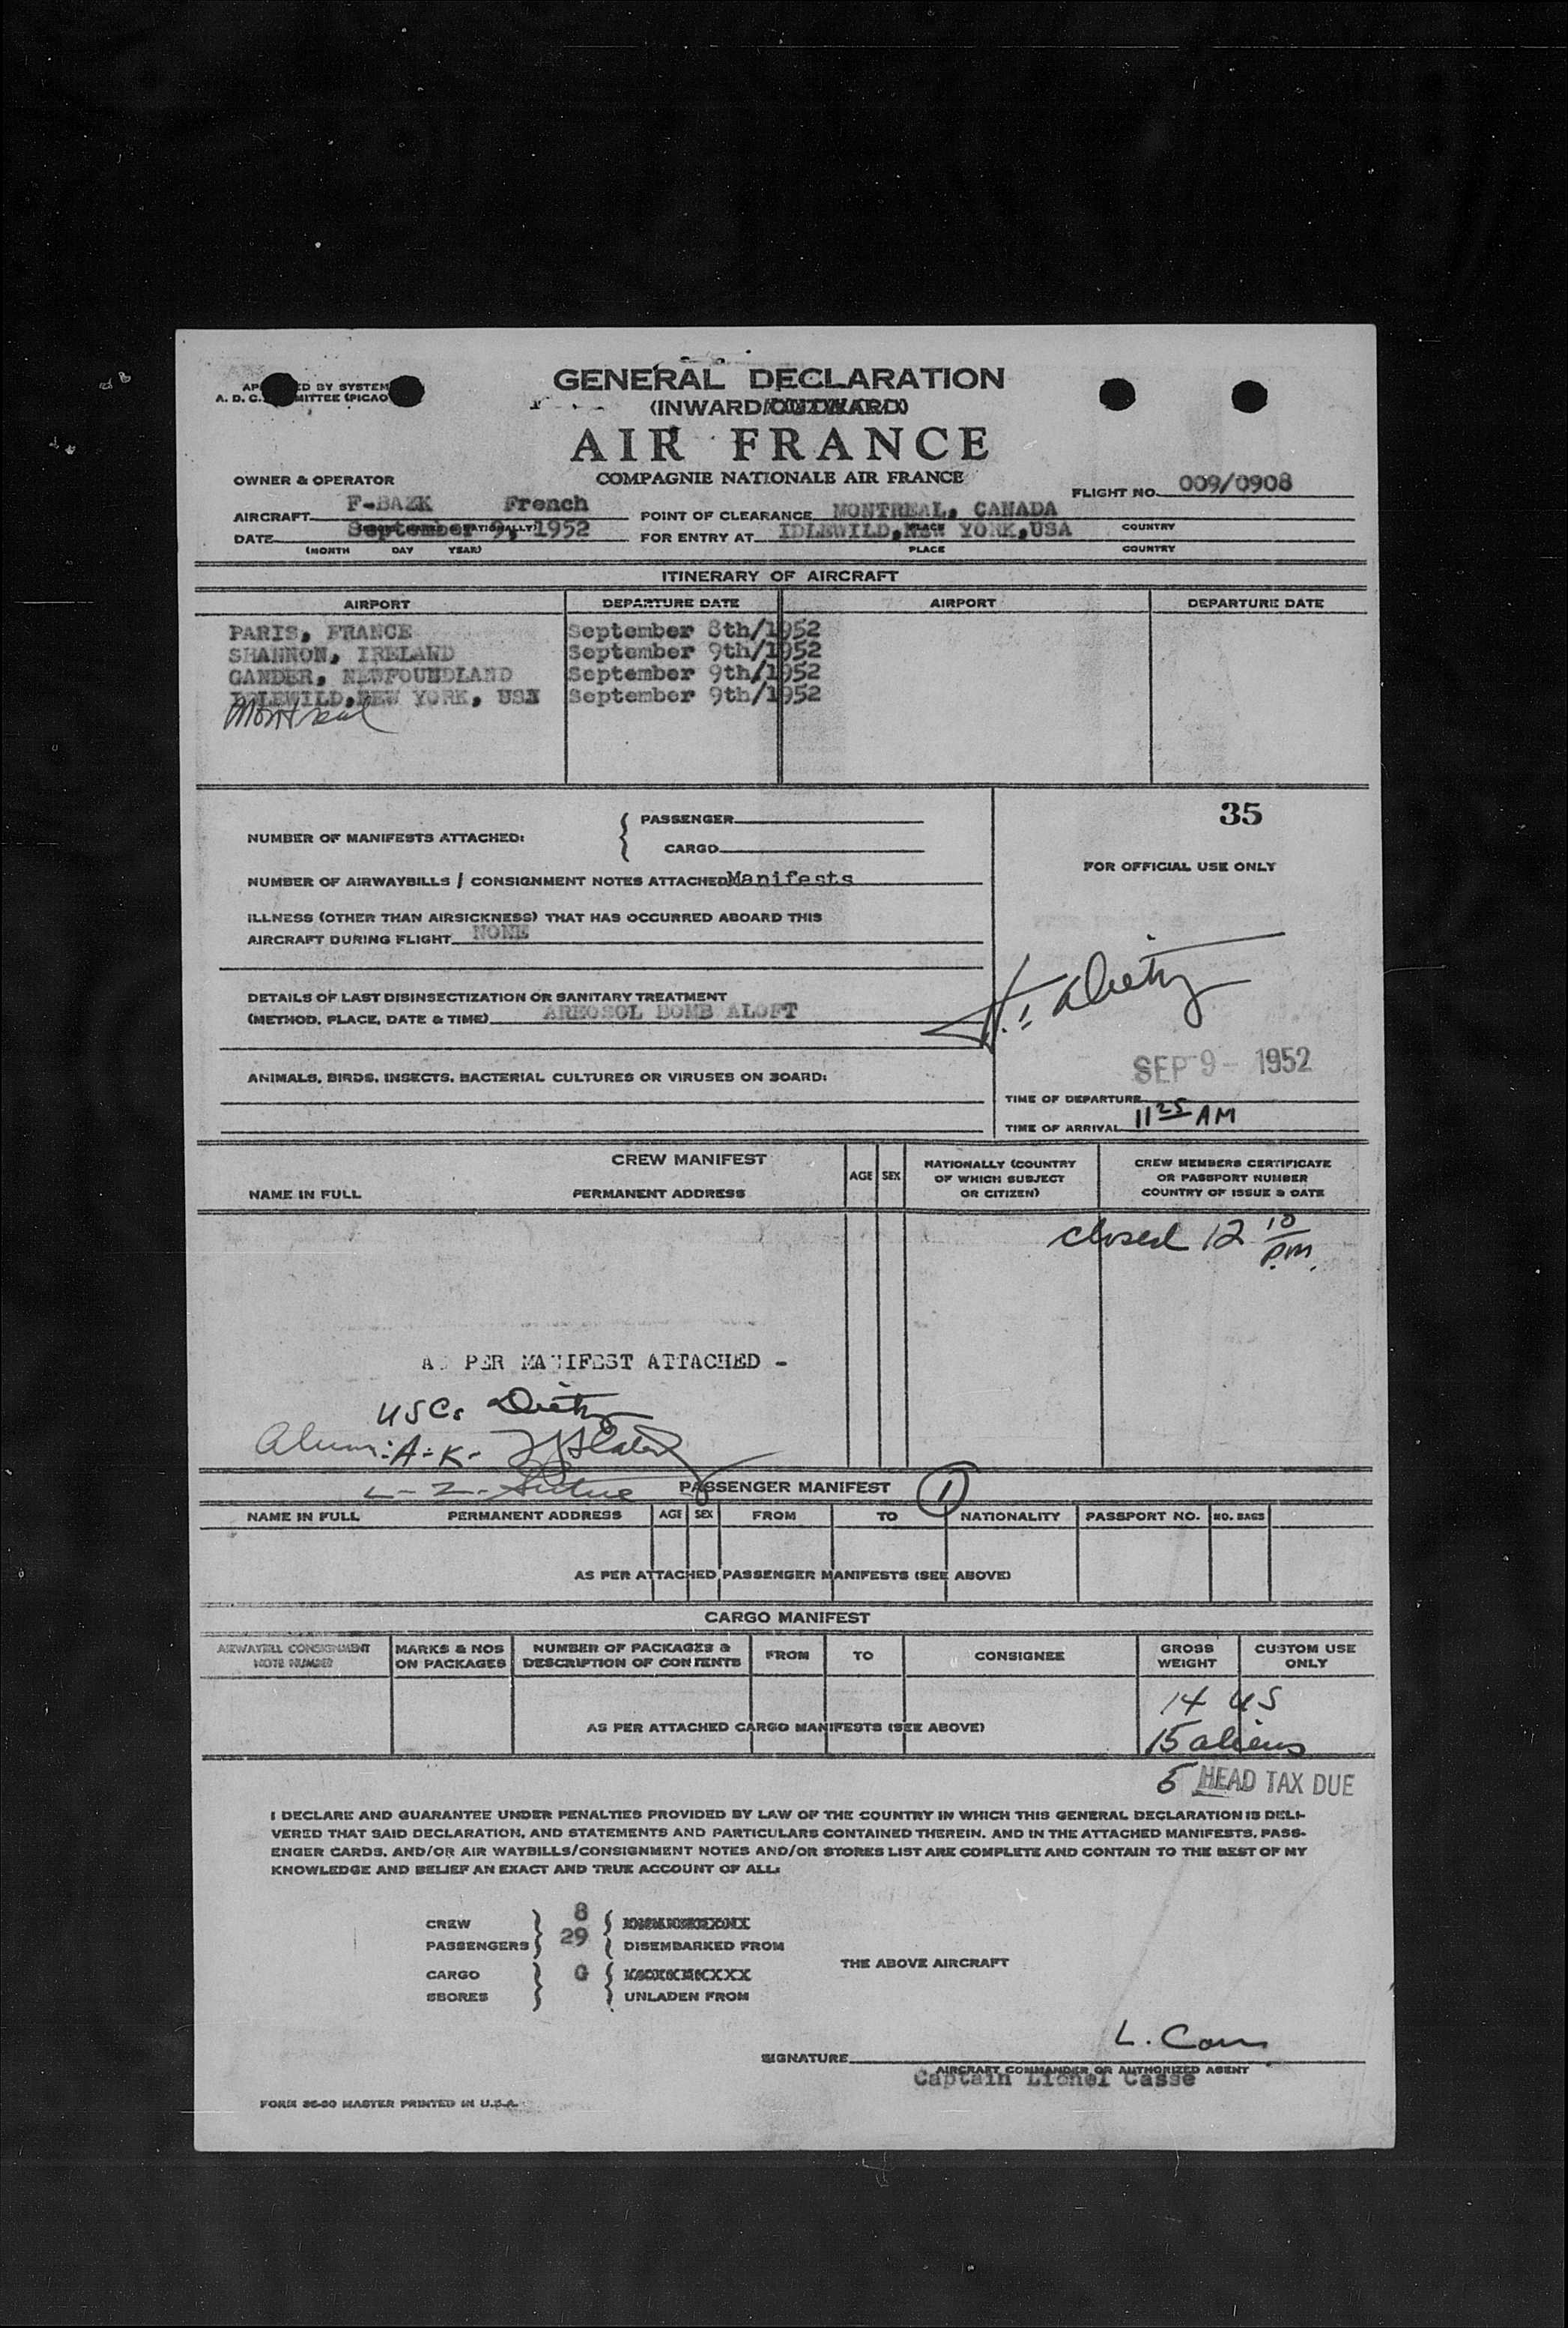 GENERAL DECLARATION
(INWARD/OUTWARD)
AIR FRANCE
COMPAGNIE NATIONALE AIR FRANCE
OWNER & OPERATOR
FLIGHT NO. 009/0908
AIRCRAFT F-BAZK French
POINT OF CLEARANCE MONTREAL, CANADA
PLACE COUNTRY
DATE September 9, 1952
FOR ENTRY AT IDLEWILD, NEW YORK, USA
(MONTH DAY YEAR)
PLACE COUNTRY
ITINERARY OF AIRCRAFT
AIRPORT DEPARTURE DATE AIRPORT DEPARTURE DATE
PARIS, FRANCE September 8th/1952
SHANNON, IRELAND September 9th/1952
GANDER, NEWFOUNDLAND September 9th/1952
IDLEWILD, NEW YORK, USA September 9th/1952
Montreal
35
PASSENGER
NUMBER OF MANIFESTS ATTACHED:
CARGO
FOR OFFICIAL USE ONLY
NUMBER OF AIRWAYBILLS / CONSIGNMENT NOTES ATTACHED Manifests
ILLNESS (OTHER THAN AIRSICKNESS) THAT HAS OCCURRED ABOARD THIS
AIRCRAFT DURING FLIGHT NONE
DETAILS OF LAST DISINSECTIZATION OR SANITARY TREATMENT
(METHOD, PLACE, DATE & TIME) AREOSOL BOMB ALOFT
SEP 9 - 1952
ANIMALS, BIRDS, INSECTS, BACTERIAL CULTURES OR VIRUSES ON BOARD:
TIME OF DEPARTURE
TIME OF ARRIVAL 11 25 AM
CREW MANIFEST
NAME IN FULL PERMANENT ADDRESS
AGE SEX
NATIONALLY (COUNTRY
OF WHICH SUBJECT
OR CITIZEN)
CREW MEMBERS CERTIFICATE
OR PASSPORT NUMBER
COUNTRY OF ISSUE & DATE
closed 12 10 P.M.
AS PER MANIFEST ATTACHED -
USCs Dietz
A-K-
L-Z-
PASSENGER MANIFEST 1
NAME IN FULL PERMANENT ADDRESS AGE SEX FROM TO NATIONALITY PASSPORT NO. NO. BAGS
AS PER ATTACHED PASSENGER MANIFESTS (SEE ABOVE)
CARGO MANIFEST
AIRWAYBILL CONSIGNMENT
NOTE NUMBER
MARKS & NOS
ON PACKAGES
NUMBER OF PACKAGES &
DESCRIPTION OF CONTENTS
FROM TO CONSIGNEE
GROSS
WEIGHT
CUSTOM USE
ONLY
14 US
AS PER ATTACHED CARGO MANIFESTS (SEE ABOVE)
15 aliens
5 HEAD TAX DUE
I DECLARE AND GUARANTEE UNDER PENALTIES PROVIDED BY LAW OF THE COUNTRY IN WHICH THIS GENERAL DECLARATION IS DELI-
VERED THAT SAID DECLARATION, AND STATEMENTS AND PARTICULARS CONTAINED THEREIN, AND IN THE ATTACHED MANIFESTS, PASS-
ENGER CARDS, AND/OR AIR WAYBILLS/CONSIGNMENT NOTES AND/OR STORES LIST ARE COMPLETE AND CONTAIN TO THE BEST OF MY
KNOWLEDGE AND BELIEF AN EXACT AND TRUE ACCOUNT OF ALL:
CREW 8
PASSENGERS 29 DISEMBARKED FROM
THE ABOVE AIRCRAFT
CARGO 0
SBORES UNLADEN FROM
SIGNATURE
AIRCRAFT COMMANDER OR AUTHORIZED AGENT
Captain Lionel Casse
FORM 36-50 MASTER PRINTED IN U.S.A.